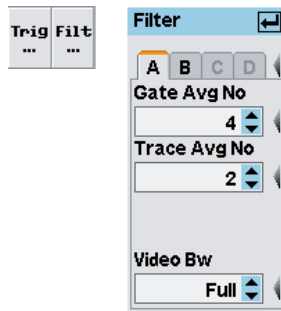 Trig Filt
... ...
Filter
A B C D
Gate Avg No
4
Trace Avg No
2
Video Bw
Full